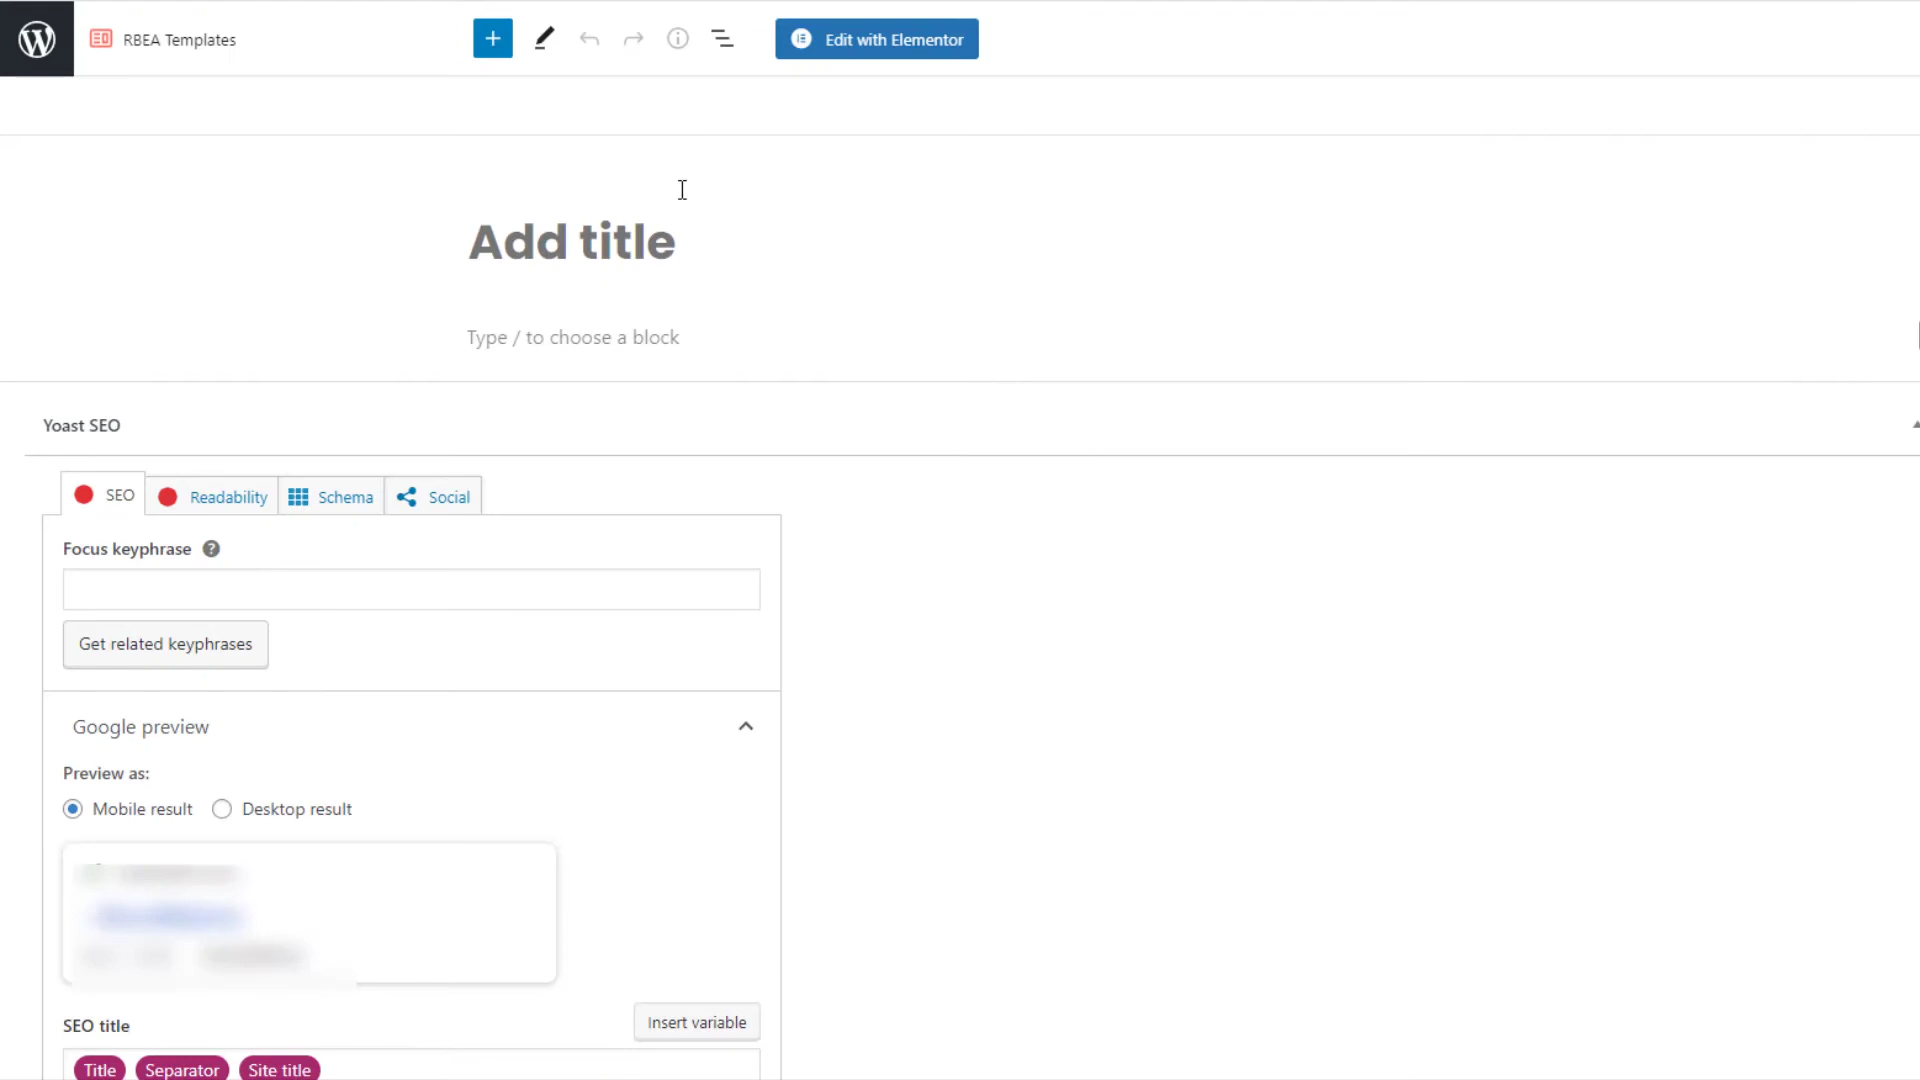 RBEA Templates
Edit with Elementor
Add title
Type / to choose a block
Yoast SEO
SEO
Readability
Schema
Social
Focus keyphrase
Get related keyphrases
Google preview
Preview as:
Mobile result
Desktop result
SEO title
Insert variable
Title
Separator
Site title